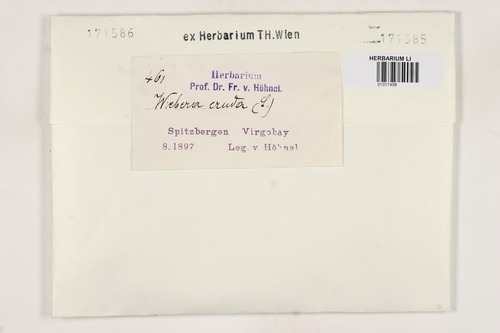 171586
ex Herbarium TH.Wien
171585
HERBARIUM LI
01017459
461
Herbarium
Prof. Dr. Fr. v. Höhnel.
Webera cruda (L.)
Spitzbergen Virgobay
8.1897 Leg. v Höhnel